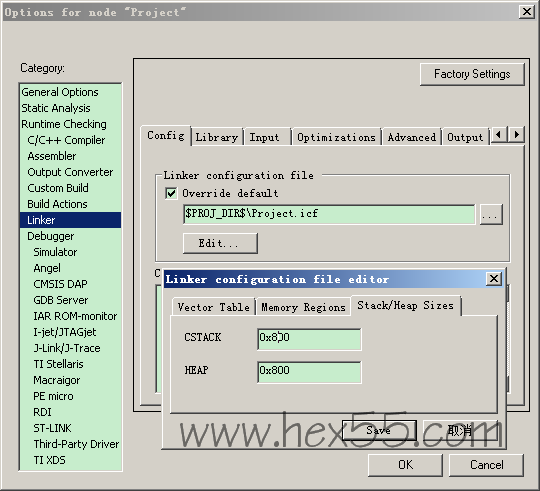 Options for node "Project"
Category:
Factory Settings
General Options
Static Analysis
Runtime Checking
C/C++ Compiler
Assembler
Output Converter
Custom Build
Build Actions
Linker
Debugger
Simulator
Angel
CMSIS DAP
GDB Server
IAR ROM-monitor
I-jet/JTAGjet
J-Link/J-Trace
TI Stellaris
Macraigor
PE micro
RDI
ST-LINK
Third-Party Driver
TI XDS
Config Library Input Optimizations Advanced Output
Linker configuration file
Override default
$PROJ_DIR$\Project.icf
...
Edit...
Linker configuration file editor
Vector Table Memory Regions Stack/Heap Sizes
CSTACK 0x800
HEAP 0x800
Save 取消
www.hex55.com
OK Cancel